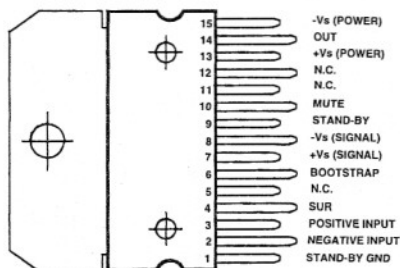 15 -Vs (POWER)
14 OUT
13 +Vs (POWER)
12 N.C.
11 N.C.
10 MUTE
9 STAND-BY
8 -Vs (SIGNAL)
7 +Vs (SIGNAL)
6 BOOTSTRAP
5 N.C.
4 SUR
3 POSITIVE INPUT
2 NEGATIVE INPUT
1 STAND-BY GND